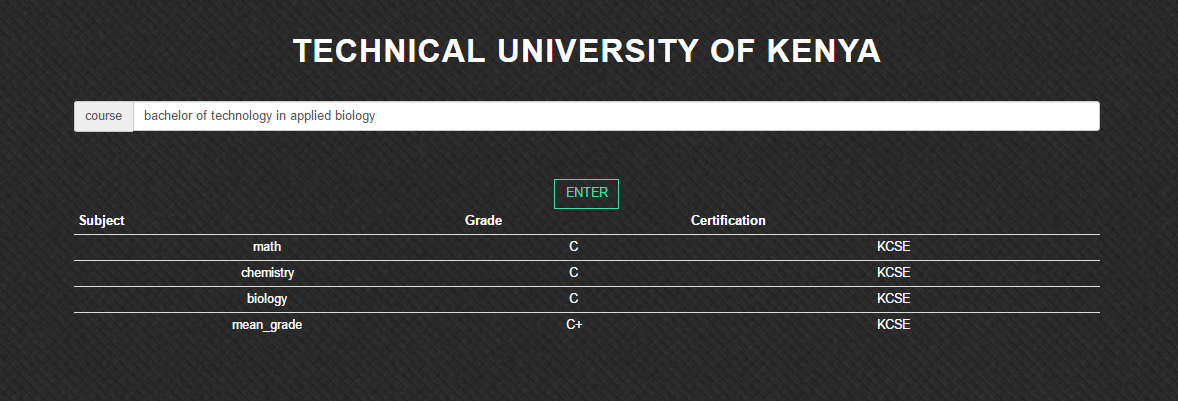 TECHNICAL UNIVERSITY OF KENYA
course bachelor of technology in applied biology
ENTER
Subject Grade Certification
math C KCSE
chemistry C KCSE
biology C KCSE
mean_grade C+ KCSE